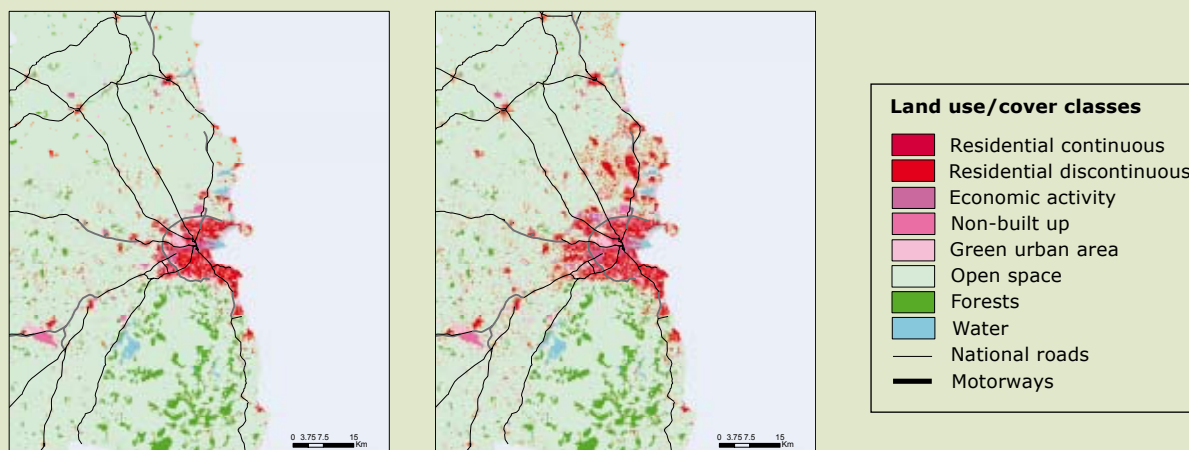 0 3.75 7.5 15
Km
0 3.75 7.5 15
Km
Land use/cover classes
Residential continuous
Residential discontinuous
Economic activity
Non-built up
Green urban area
Open space
Forests
Water
National roads
Motorways